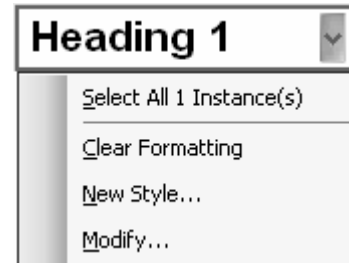 Heading 1
Select All 1 Instance(s)
Clear Formatting
New Style...
Modify...